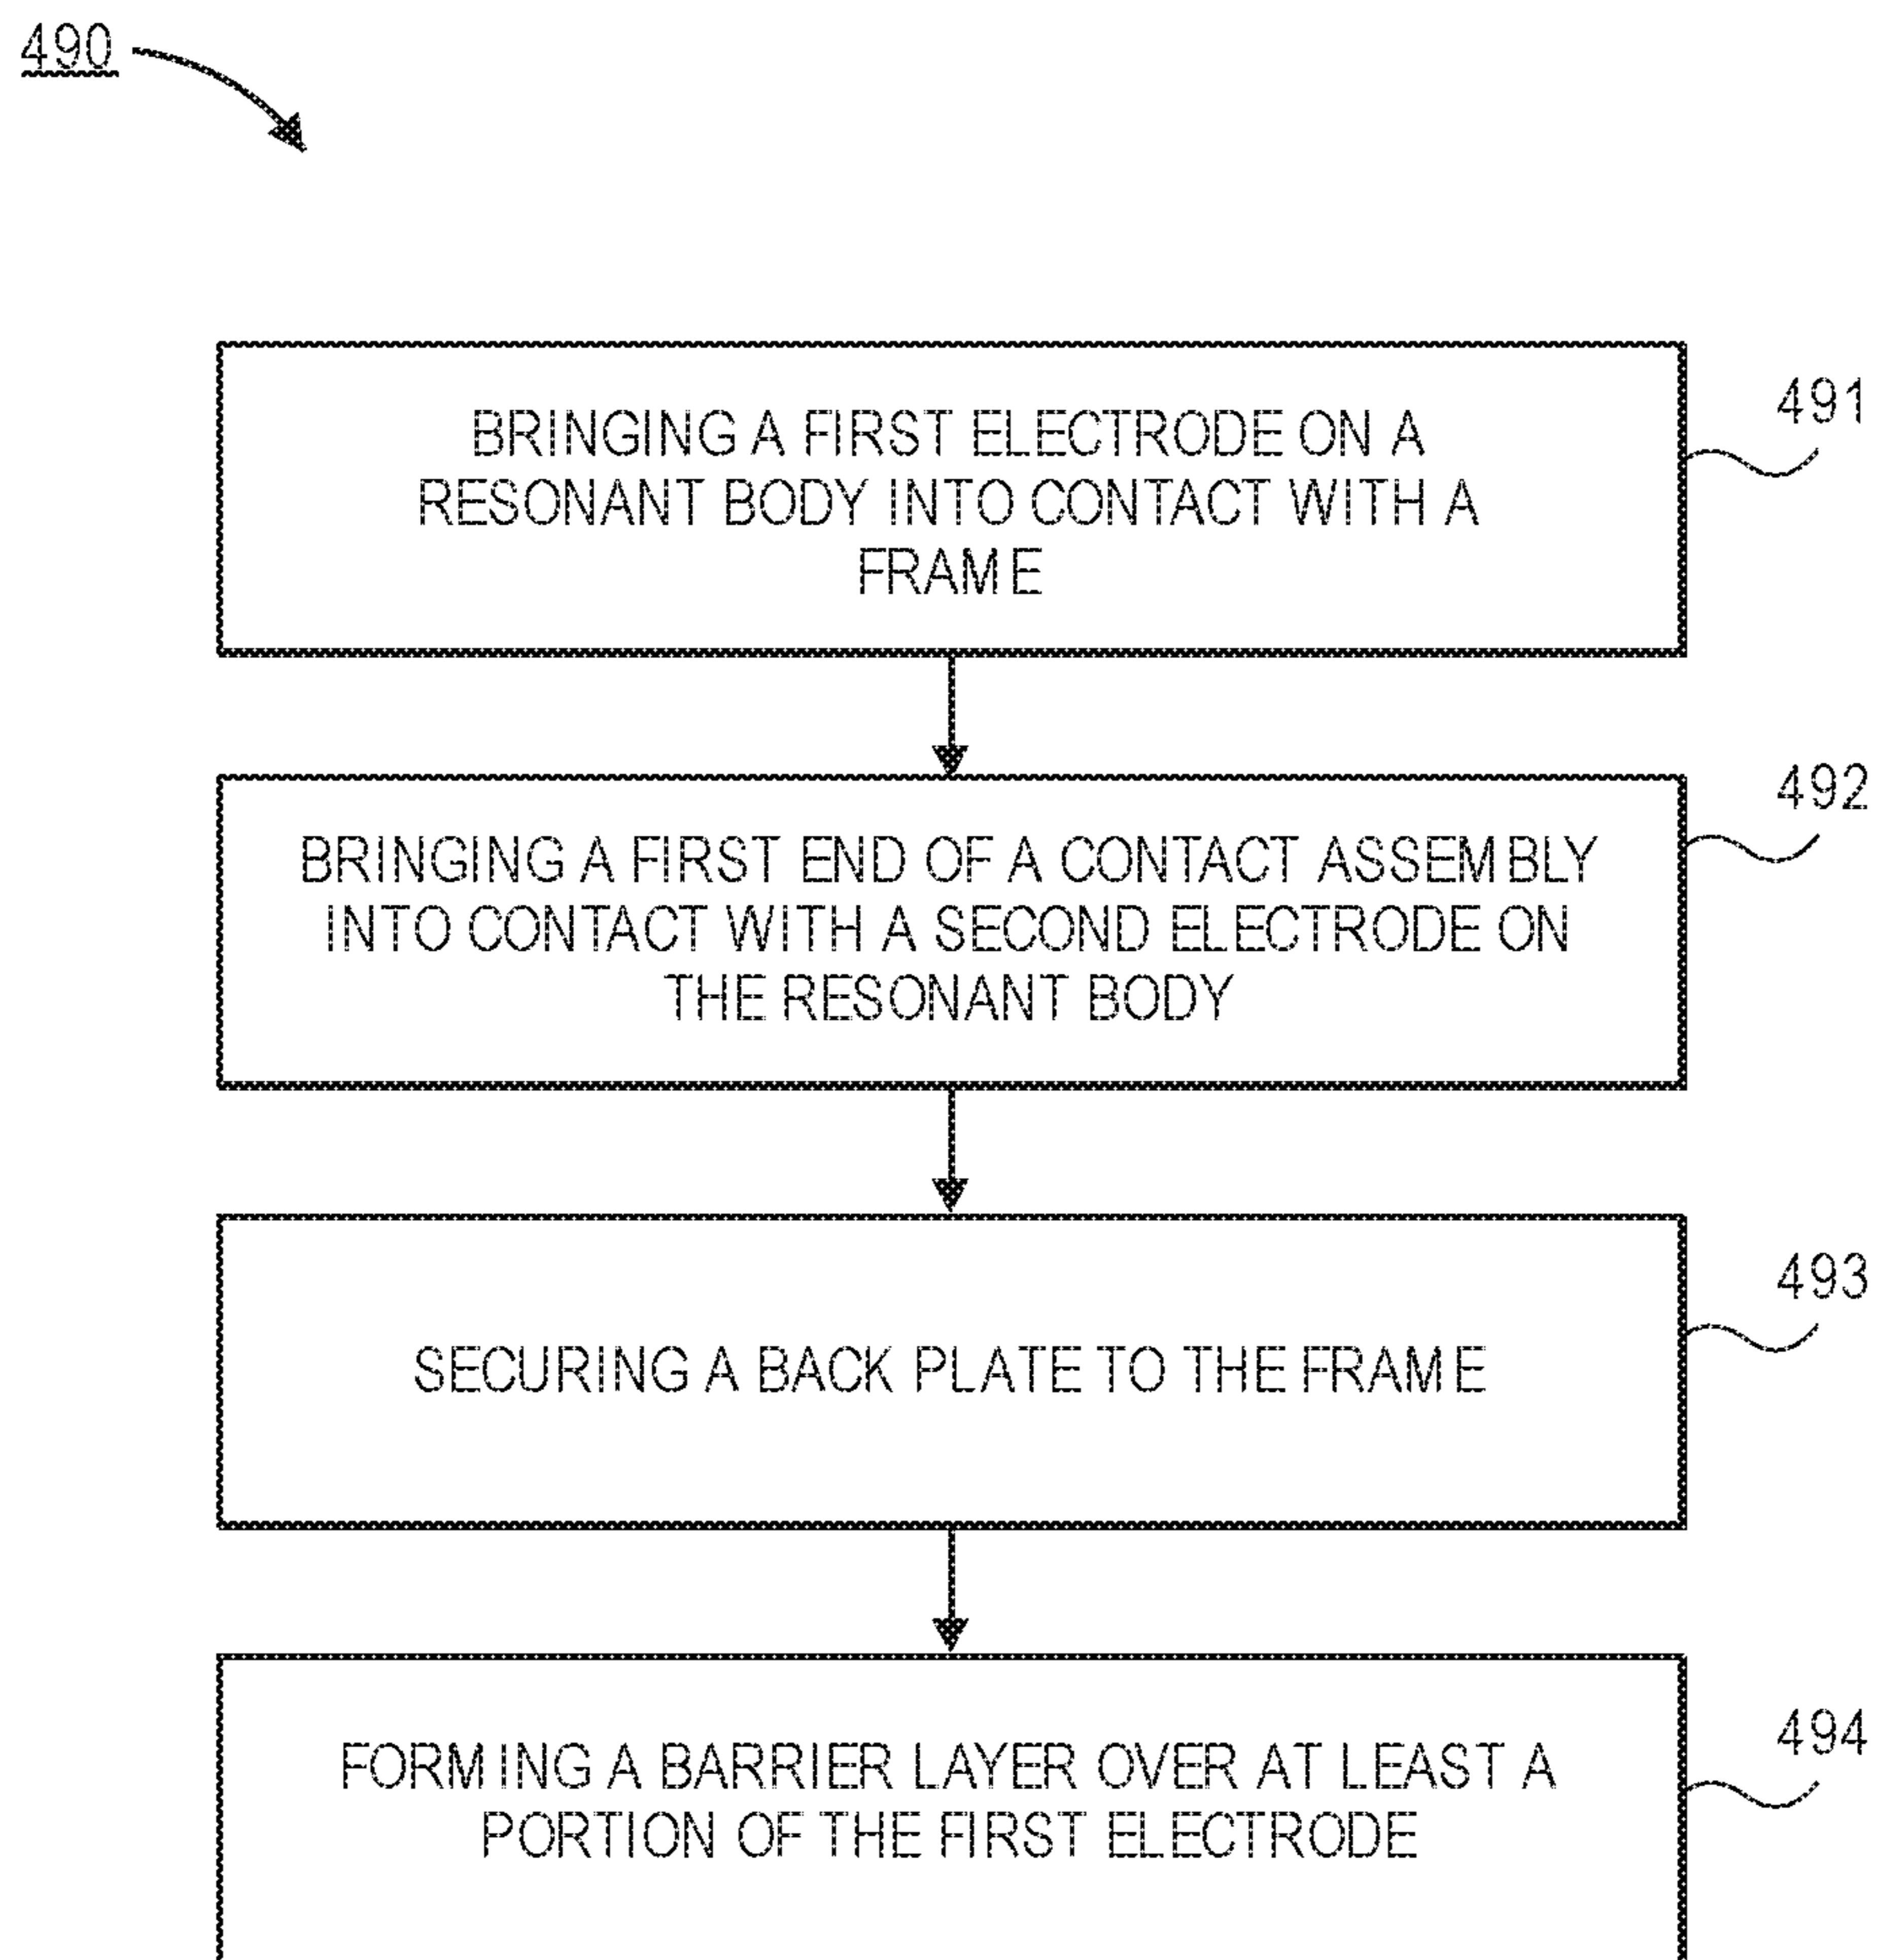 490
BRINGING A FIRST ELECTRODE ON A
RESONANT BODY INTO CONTACT WITH A
FRAME
491
BRINGING A FIRST END OF A CONTACT ASSEMBLY
INTO CONTACT WITH A SECOND ELECTRODE ON
THE RESONANT BODY
492
SECURING A BACK PLATE TO THE FRAME
493
FORMING A BARRIER LAYER OVER AT LEAST A
PORTION OF THE FIRST ELECTRODE
494